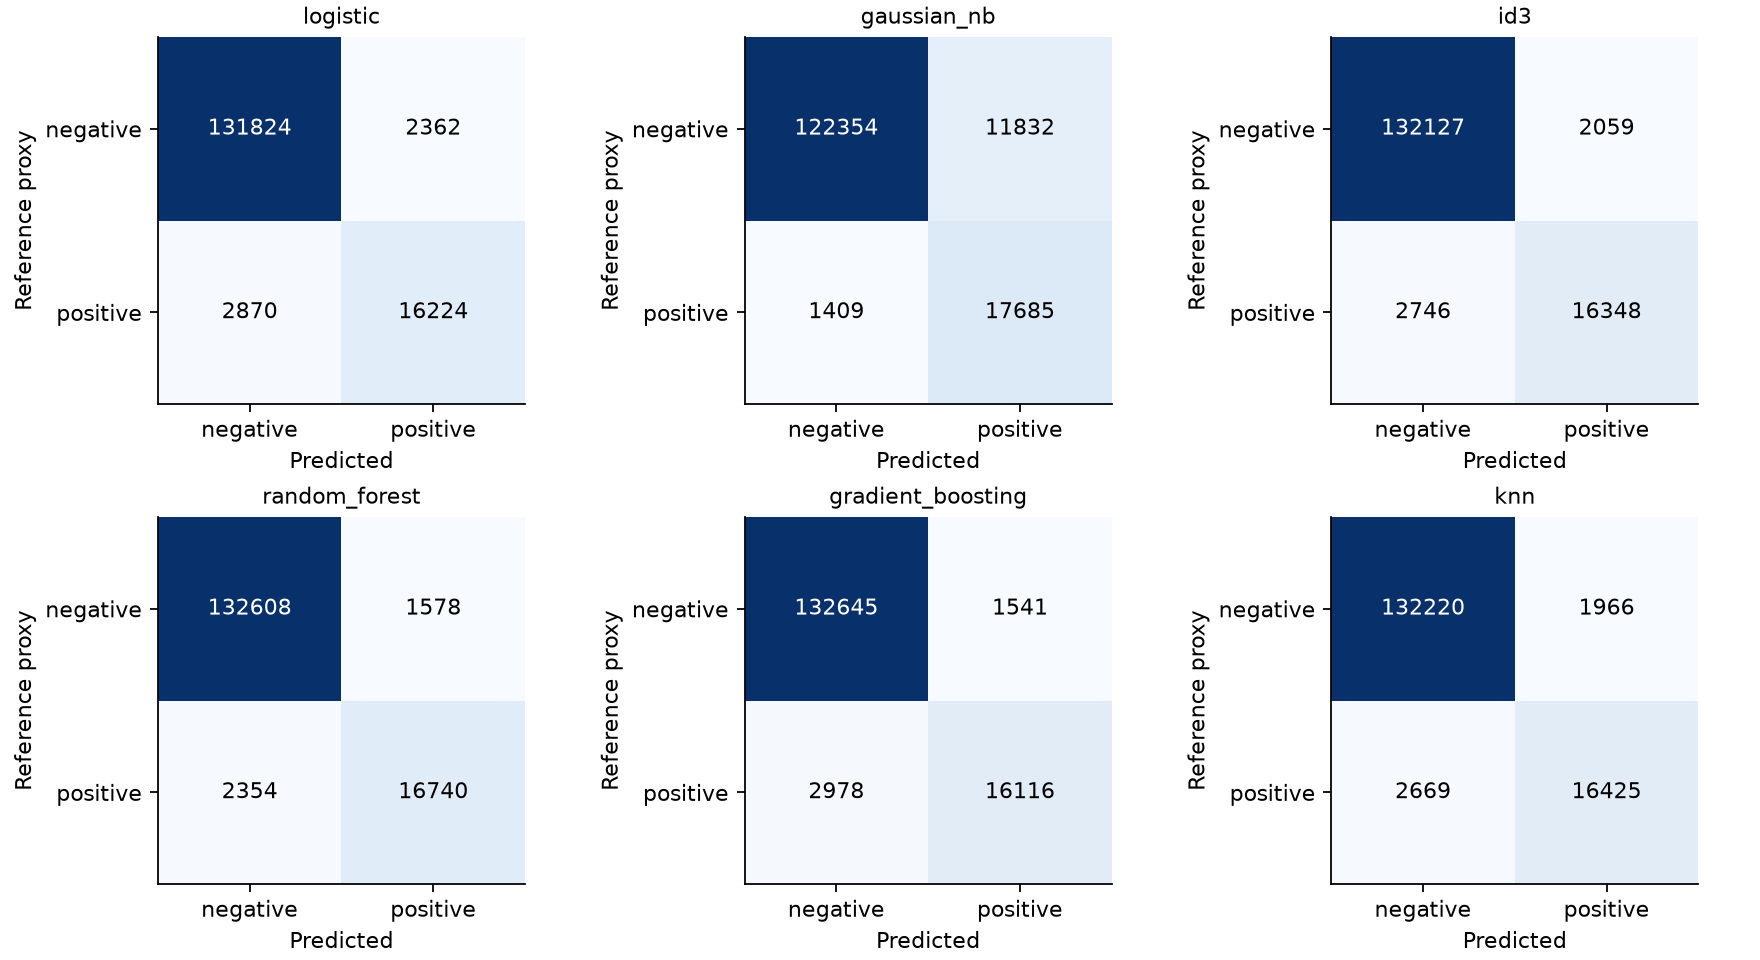 logistic
Reference proxy
negative
131824
2362
positive
2870
16224
negative
positive
Predicted
gaussian_nb
Reference proxy
negative
122354
11832
positive
1409
17685
negative
positive
Predicted
id3
Reference proxy
negative
132127
2059
positive
2746
16348
negative
positive
Predicted
random_forest
Reference proxy
negative
132608
1578
positive
2354
16740
negative
positive
Predicted
gradient_boosting
Reference proxy
negative
132645
1541
positive
2978
16116
negative
positive
Predicted
knn
Reference proxy
negative
132220
1966
positive
2669
16425
negative
positive
Predicted